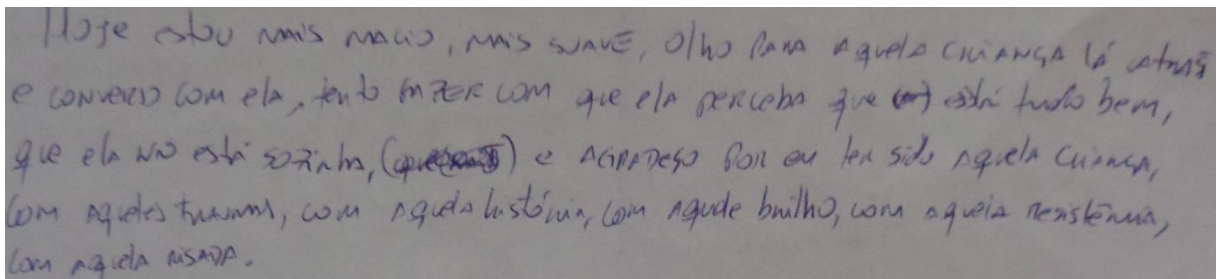 Hoje estou mais macio, mais suave, olho para aquela criança lá atrás
e converso com ela, tento fazer com que ela perceba que está tudo bem,
que ela não está sozinha, e agradeço por eu ter sido aquela criança,
com aqueles traumas, com aquela história, com aquele brilho, com aquela resistência,
com aquela risada.